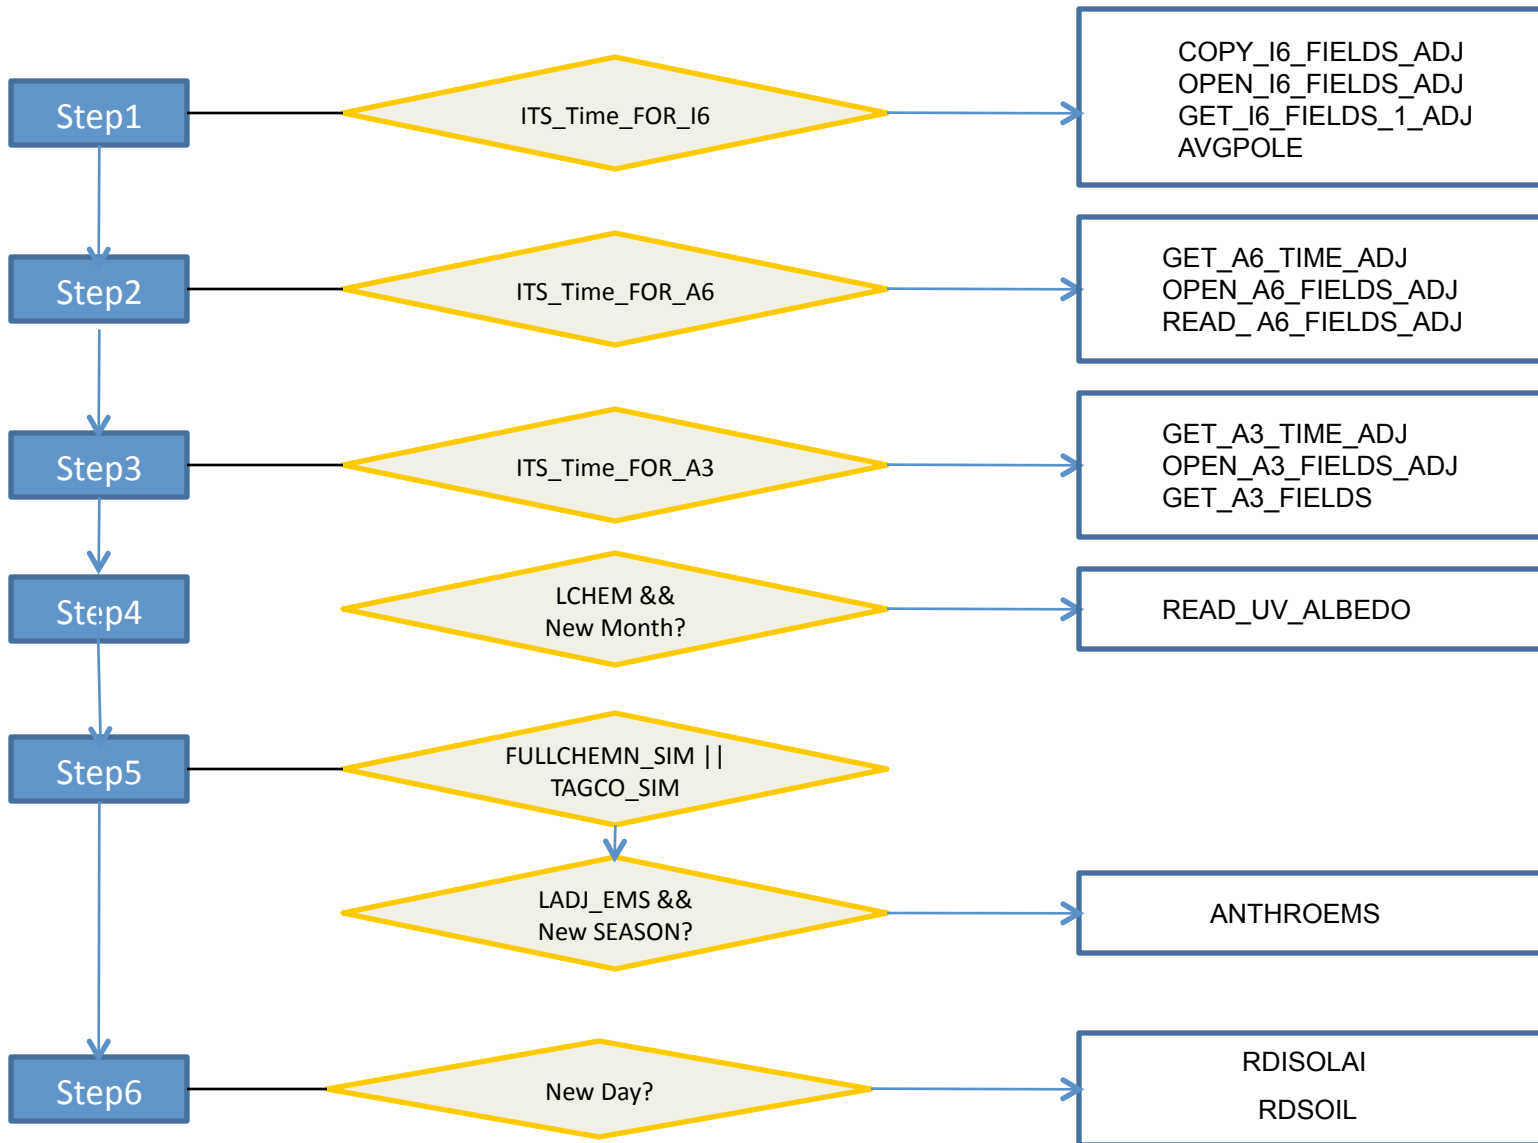 Step1
ITS_Time_FOR_I6
COPY_I6_FIELDS_ADJ
OPEN_I6_FIELDS_ADJ
GET_I6_FIELDS_1_ADJ
AVGPOLE
Step2
ITS_Time_FOR_A6
GET_A6_TIME_ADJ
OPEN_A6_FIELDS_ADJ
READ_ A6_FIELDS_ADJ
Step3
ITS_Time_FOR_A3
GET_A3_TIME_ADJ
OPEN_A3_FIELDS_ADJ
GET_A3_FIELDS
Step4
LCHEM &&
New Month?
READ_UV_ALBEDO
Step5
FULLCHEMN_SIM ||
TAGCO_SIM
LADJ_EMS &&
New SEASON?
ANTHROEMS
Step6
New Day?
RDISOLAI
RDSOIL